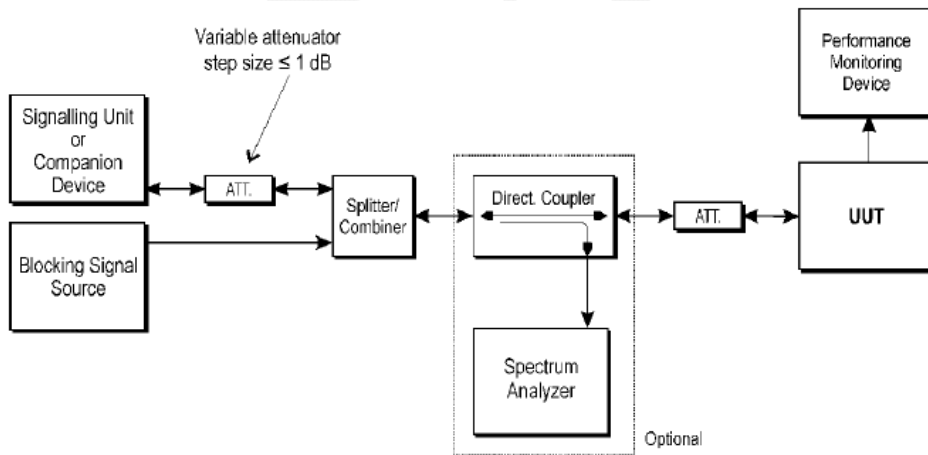 Variable attenuator
step size ≤ 1 dB
Performance
Monitoring
Device
Signalling Unit
or
Companion
Device
ATT.
Splitter/
Combiner
Direct. Coupler
ATT.
UUT
Blocking Signal
Source
Spectrum
Analyzer
Optional